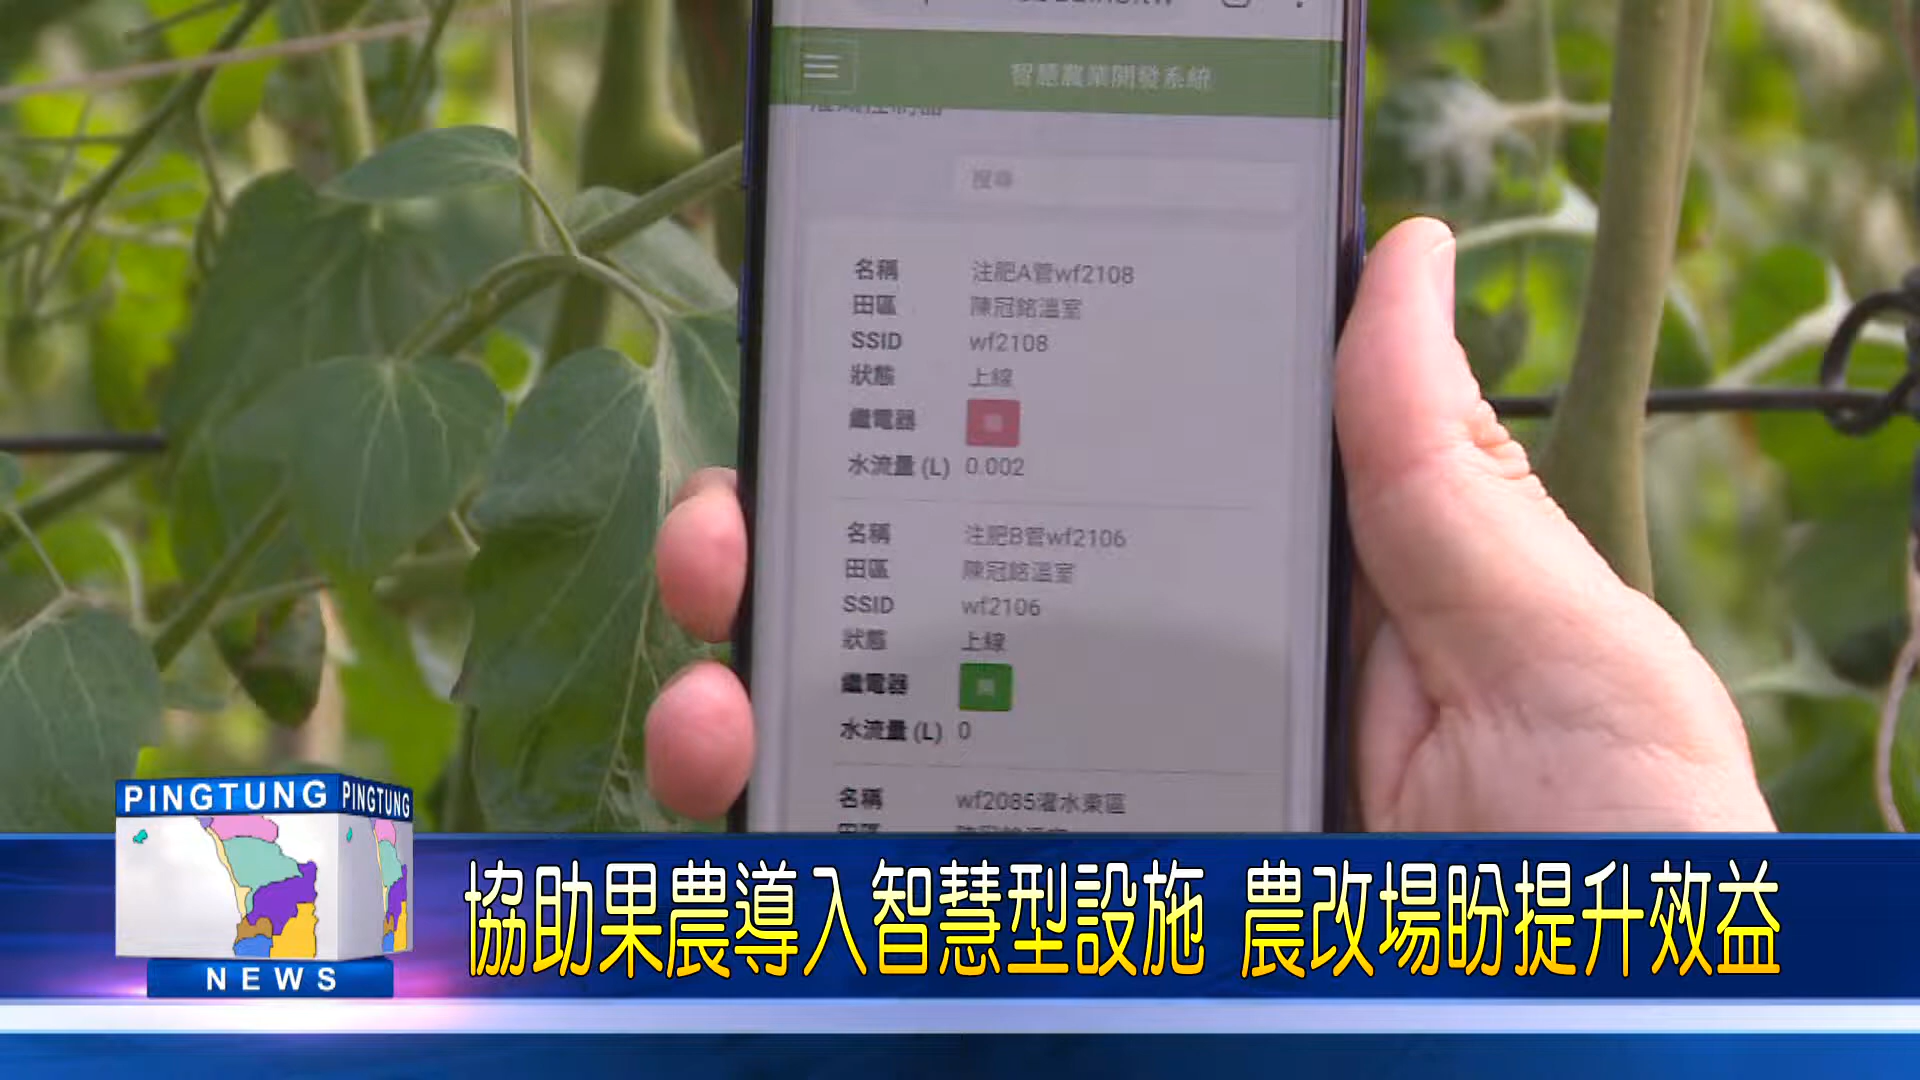 智慧農業開發系統
搜尋
名稱 注肥A管wf2108
田區 陳冠銘溫室
SSID wf2108
狀態 上線
繼電器
水流量 (L) 0.002
名稱 注肥B管wf2106
田區 陳冠銘溫室
SSID wf2106
狀態 上線
繼電器
水流量 (L) 0
名稱 wf2085灌水東區
PINGTUNG PINGTUNG
NEWS
協助果農導入智慧型設施 農改場盼提升效益